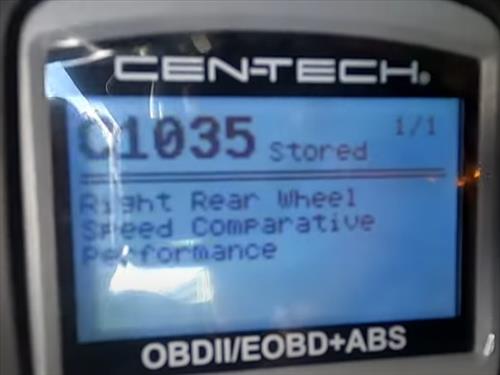 CEN-TECH®
C1035 Stored 1/1
Right Rear Wheel
Speed Comparative
Performance
OBDII/EOBD+ABS